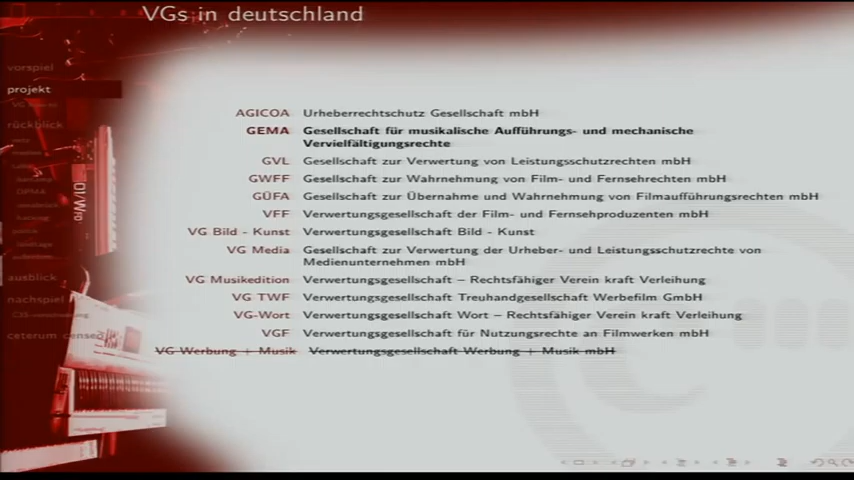 VGs in deutschland
vorspiel
projekt
rückblick
ausblick
nachspiel
ceterum censeo
AGICOA Urheberrechtschutz Gesellschaft mbH
GEMA Gesellschaft für musikalische Aufführungs- und mechanische
Vervielfältigungsrechte
GVL Gesellschaft zur Verwertung von Leistungsschutzrechten mbH
GWFF Gesellschaft zur Wahrnehmung von Film- und Fernsehrechten mbH
GÜFA Gesellschaft zur Übernahme und Wahrnehmung von Filmaufführungsrechten mbH
VFF Verwertungsgesellschaft der Film- und Fernsehproduzenten mbH
VG Bild - Kunst Verwertungsgesellschaft Bild - Kunst
VG Media Gesellschaft zur Verwertung der Urheber- und Leistungsschutzrechte von
Medienunternehmen mbH
VG Musikedition Verwertungsgesellschaft – Rechtsfähiger Verein kraft Verleihung
VG TWF Verwertungsgesellschaft Treuhandgesellschaft Werbefilm GmbH
VG-Wort Verwertungsgesellschaft Wort – Rechtsfähiger Verein kraft Verleihung
VGF Verwertungsgesellschaft für Nutzungsrechte an Filmwerken mbH
VG Werbung + Musik Verwertungsgesellschaft Werbung + Musik mbH